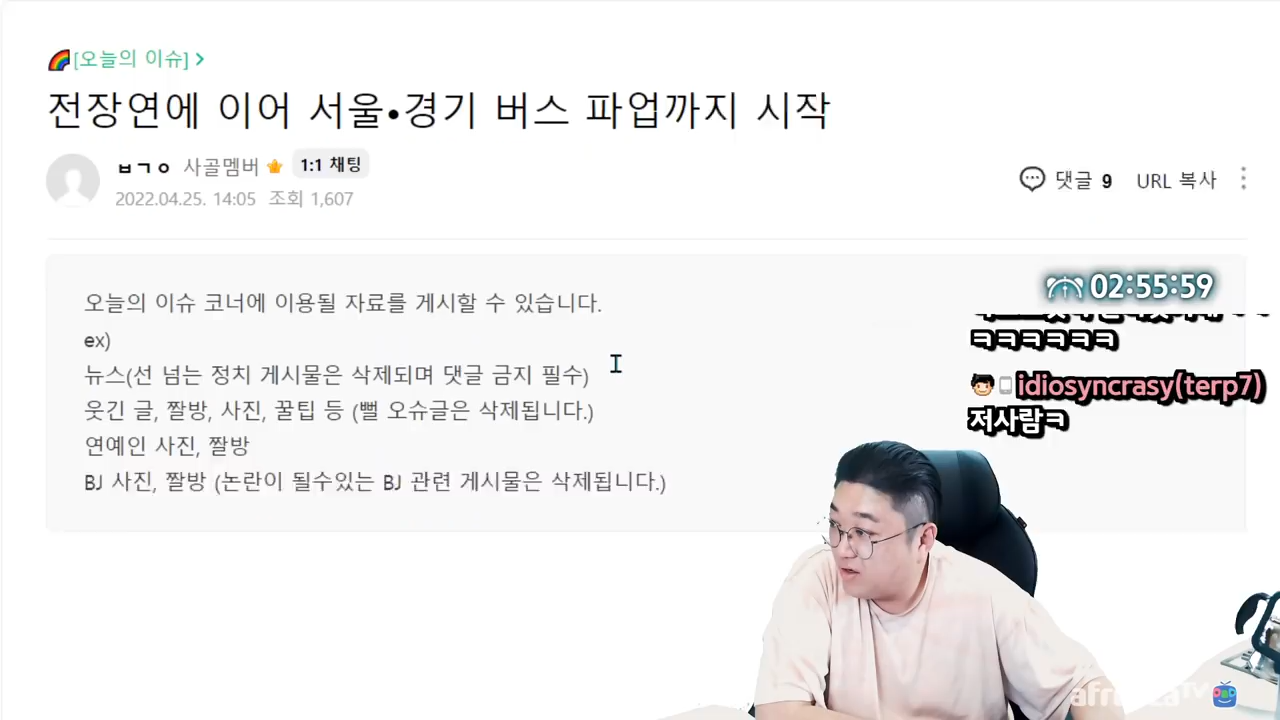 [오늘의 이슈] >
전장연에 이어 서울•경기 버스 파업까지 시작
ㅂㄱㅇ 사골멤버 1:1 채팅
2022.04.25. 14:05 조회 1,607
댓글 9 URL 복사
오늘의 이슈 코너에 이용될 자료를 게시할 수 있습니다.
ex)
뉴스(선 넘는 정치 게시물은 삭제되며 댓글 금지 필수)
웃긴 글, 짤방, 사진, 꿀팁 등 (뻘 오슈글은 삭제됩니다.)
연예인 사진, 짤방
BJ 사진, 짤방 (논란이 될수있는 BJ 관련 게시물은 삭제됩니다.)
02:55:59
ㅋㅋㅋㅋㅋㅋ
idiosyncrasy(terp7)
저사람ㅋ